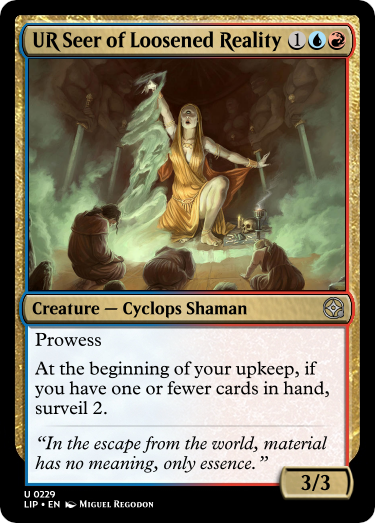 UR Seer of Loosened Reality 1
Creature — Cyclops Shaman
Prowess
At the beginning of your upkeep, if
you have one or fewer cards in hand,
surveil 2.
“In the escape from the world, material
has no meaning, only essence.”
3/3
U 0229
LIP • EN Miguel Regodon